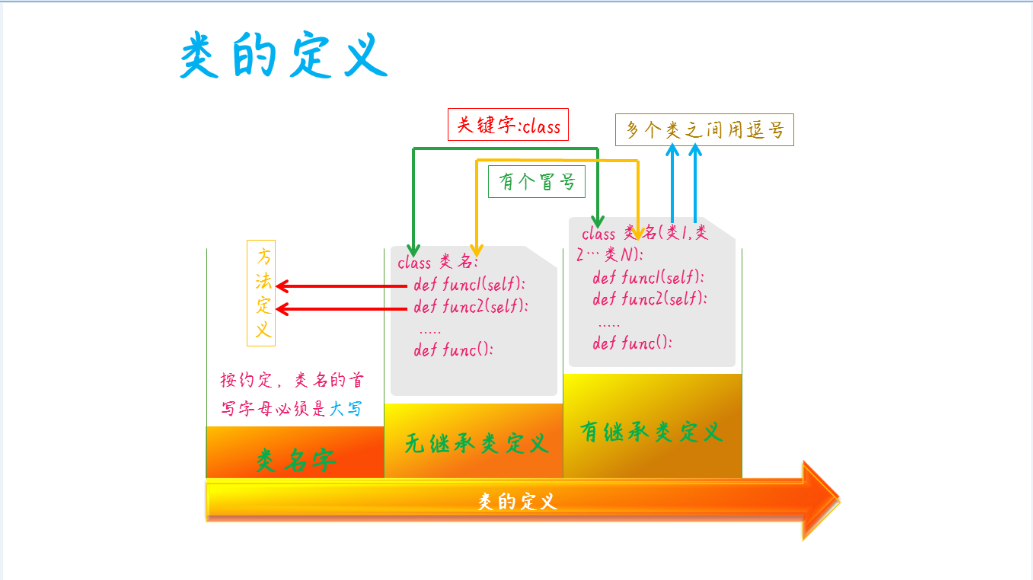 类的定义
关键字:class
多个类之间用逗号
有个冒号
方
法
定
义
按约定，类名的首
写字母必须是大写
类名字
class 类名:
def func1(self):
def func2(self):
.....
def func():
无继承类定义
class 类名(类1,类
2…类N):
def func1(self):
def func2(self):
.....
def func():
有继承类定义
类的定义